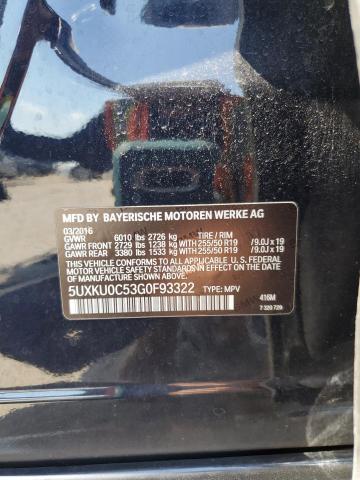 MFD BY BAYERISCHE MOTOREN WERKE AG
03/2016
GVWR 6010 lbs 2726 kg TIRE / RIM
GAWR FRONT 2729 lbs 1238 kg WITH 255/50 R19 /9.0J x 19
GAWR REAR 3380 lbs 1533 kg WITH 255/50 R19 /9.0J x 19
THIS VEHICLE CONFORMS TO ALL APPLICABLE
FEDERAL MOTOR VEHICLE SAFETY STANDARDS
IN EFFECT ON THE DATE OF MANUFACTURE
SHOWN ABOVE.
5UXKU0C53G0F93322 TYPE: MPV
416M
7 320 720